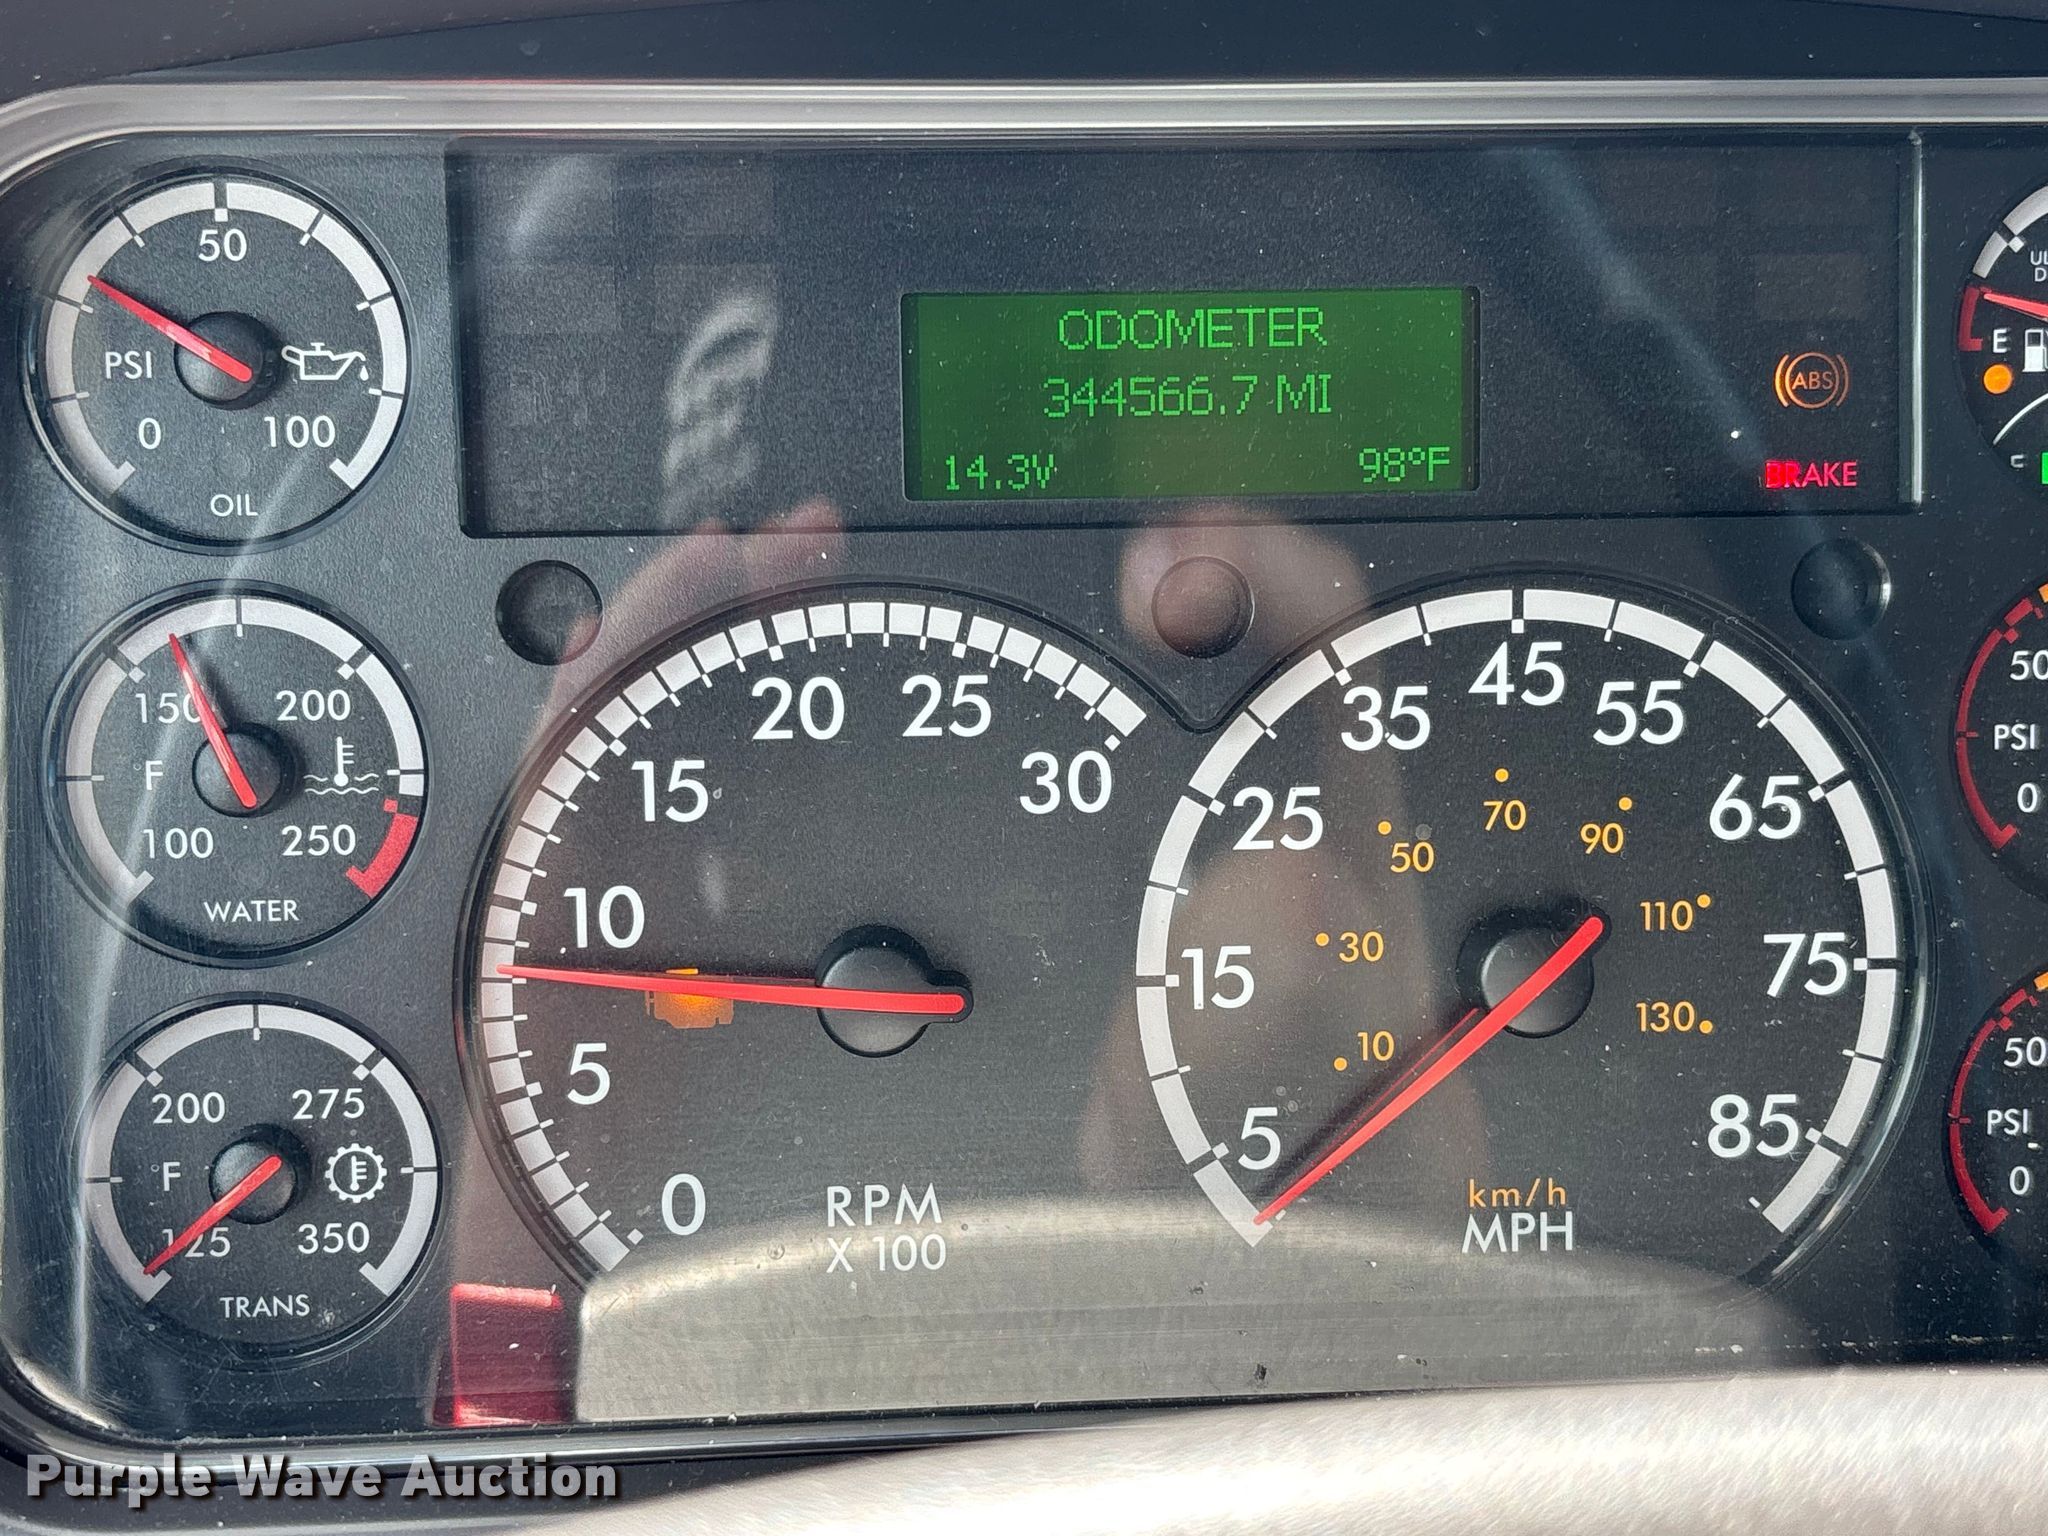 50
PSI
0
100
OIL
ODOMETER
344566.7 MI
14.3V
98°F
ABS
BRAKE
E
150
200
F
100
250
WATER
200
275
F
125
350
TRANS
0
5
10
15
20
25
30
RPM
X 100
5
15
25
35
45
55
65
75
85
10
30
50
70
90
110
130
km/h
MPH
50
PSI
0
50
PSI
0
Purple Wave Auction